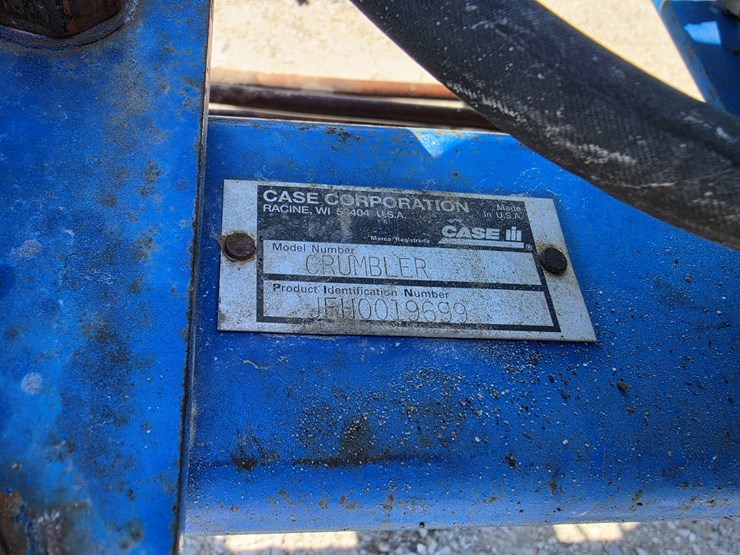 CASE CORPORATION
RACINE, WI 53404 U.S.A.
Made
in U.S.A.
Marca Registrada
CASE IH
®
Model Number
CRUMBLER
Product Identification Number
JFH0019699